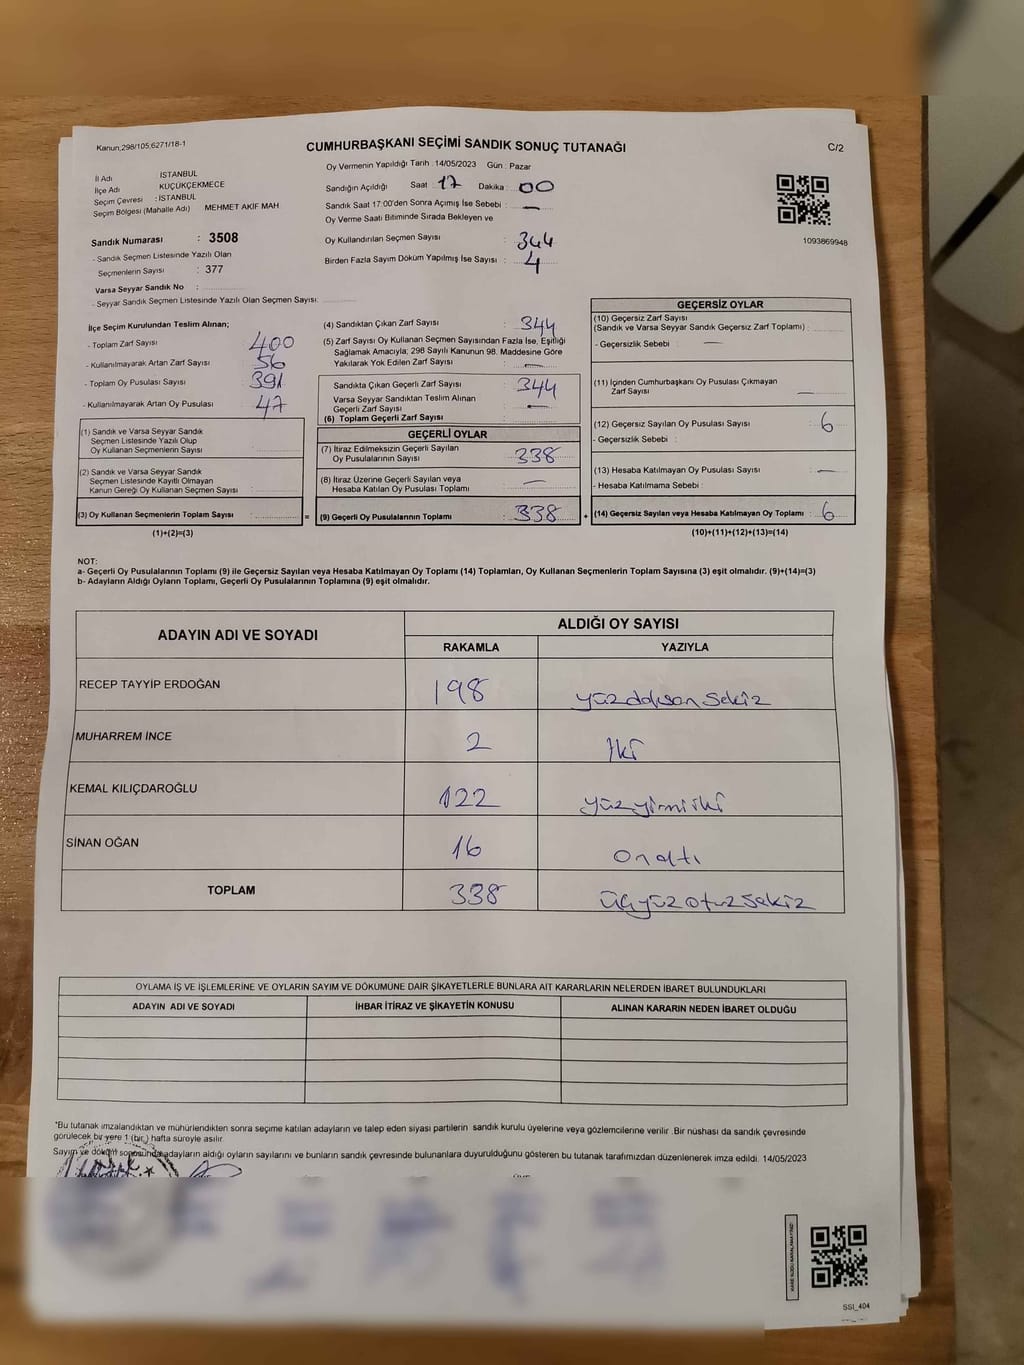 Kanun;298/105;6271/18-1
CUMHURBAŞKANI SEÇİMİ SANDIK SONUÇ TUTANAĞI
C/2
Oy Vermenin Yapıldığı Tarih : 14/05/2023 Gün : Pazar
İl Adı İSTANBUL
İlçe Adı KÜÇÜKÇEKMECE
Seçim Çevresi : İSTANBUL
Seçim Bölgesi (Mahalle Adı) MEHMET AKİF MAH
Sandığın Açıldığı Saat : 17 Dakika : 00
Sandık Saat 17:00'den Sonra Açımış İse Sebebi : —
Oy Verme Saati Bitiminde Sırada Bekleyen ve
Oy Kullandırılan Seçmen Sayısı : 344
Birden Fazla Sayım Döküm Yapılmış İse Sayısı : 4
1093869948
Sandık Numarası : 3508
- Sandık Seçmen Listesinde Yazılı Olan
Seçmenlerin Sayısı : 377
Varsa Seyyar Sandık No :
- Seyyar Sandık Seçmen Listesinde Yazılı Olan Seçmen Sayısı:
İlçe Seçim Kurulundan Teslim Alınan;
- Toplam Zarf Sayısı : 400
- Kullanılmayarak Artan Zarf Sayısı : 56
- Toplam Oy Pusulası Sayısı : 391
- Kullanılmayarak Artan Oy Pusulası : 47
(1) Sandık ve Varsa Seyyar Sandık
Seçmen Listesinde Yazılı Olup
Oy Kullanan Seçmenlerin Sayısı :
(2) Sandık ve Varsa Seyyar Sandık
Seçmen Listesinde Kayıtlı Olmayan
Kanun Gereği Oy Kullanan Seçmen Sayısı :
(3) Oy Kullanan Seçmenlerin Toplam Sayısı :
(1)+(2)=(3)
(4) Sandıktan Çıkan Zarf Sayısı : 344
(5) Zarf Sayısı Oy Kullanan Seçmen Sayısından Fazla İse, Eşitliği
Sağlamak Amacıyla; 298 Sayılı Kanunun 98. Maddesine Göre
Yakılarak Yok Edilen Zarf Sayısı : —
Sandıkta Çıkan Geçerli Zarf Sayısı : 344
Varsa Seyyar Sandıktan Teslim Alınan
Geçerli Zarf Sayısı : —
(6) Toplam Geçerli Zarf Sayısı :
GEÇERLİ OYLAR
(7) İtiraz Edilmeksizin Geçerli Sayılan
Oy Pusulalarının Sayısı : 338
(8) İtiraz Üzerine Geçerli Sayılan veya
Hesaba Katılan Oy Pusulası Toplamı : —
= (9) Geçerli Oy Pusulalarının Toplamı : 338 +
GEÇERSİZ OYLAR
(10) Geçersiz Zarf Sayısı
(Sandık ve Varsa Seyyar Sandık Geçersiz Zarf Toplamı) :
- Geçersizlik Sebebi : —
(11) İçinden Cumhurbaşkanı Oy Pusulası Çıkmayan
Zarf Sayısı : —
(12) Geçersiz Sayılan Oy Pusulası Sayısı : 6
- Geçersizlik Sebebi :
(13) Hesaba Katılmayan Oy Pusulası Sayısı : —
- Hesaba Katılmama Sebebi :
(14) Geçersiz Sayılan veya Hesaba Katılmayan Oy Toplamı : 6
(10)+(11)+(12)+(13)=(14)
NOT:
a- Geçerli Oy Pusulalarının Toplamı (9) ile Geçersiz Sayılan veya Hesaba Katılmayan Oy Toplamı (14) Toplamları, Oy Kullanan Seçmenlerin Toplam Sayısına (3) eşit olmalıdır. (9)+(14)=(3)
b- Adayların Aldığı Oyların Toplamı, Geçerli Oy Pusulalarının Toplamına (9) eşit olmalıdır.
ADAYIN ADI VE SOYADI
ALDIĞI OY SAYISI
RAKAMLA YAZIYLA
RECEP TAYYİP ERDOĞAN 198 yüzdoksan sekiz
MUHARREM İNCE 2 İki
KEMAL KILIÇDAROĞLU 122 yüzyirmiiki
SİNAN OĞAN 16 onaltı
TOPLAM 338 üçyüzotuzsekiz
OYLAMA İŞ VE İŞLEMLERİNE VE OYLARIN SAYIM VE DÖKÜMÜNE DAİR ŞİKAYETLERLE BUNLARA AİT KARARLARIN NELERDEN İBARET BULUNDUKLARI
ADAYIN ADI VE SOYADI İHBAR İTİRAZ VE ŞİKAYETİN KONUSU ALINAN KARARIN NEDEN İBARET OLDUĞU
*Bu tutanak imzalandıktan ve mühürlendikten sonra seçime katılan adayların ve talep eden siyasi partilerin sandık kurulu üyelerine veya gözlemcilerine verilir .Bir nüshası da sandık çevresinde
görülecek bir yere 1 (bir ) hafta süreyle asılır.
Sayım ve döküm sonosunda adayların aldığı oyların sayılarını ve bunların sandık çevresinde bulunanlara duyurulduğunu gösteren bu tutanak tarafımızdan düzenlenerek imza edildi. 14/05/2023
SSI_404